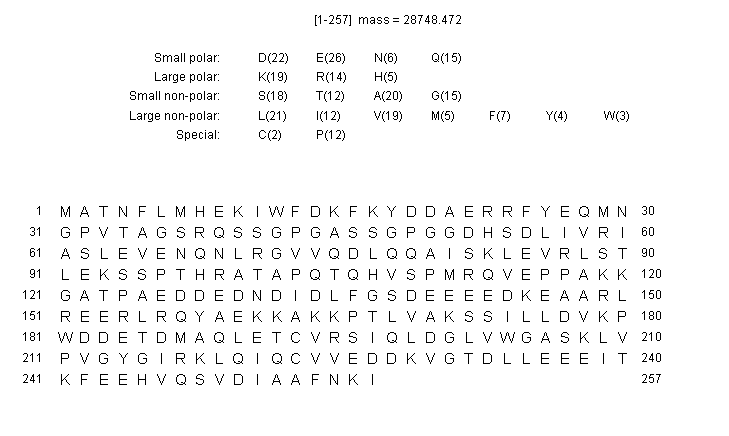 [1-257] mass = 28748.472
Small polar: D(22) E(26) N(6) Q(15)
Large polar: K(19) R(14) H(5)
Small non-polar: S(18) T(12) A(20) G(15)
Large non-polar: L(21) I(12) V(19) M(5) F(7) Y(4) W(3)
Special: C(2) P(12)
1 M A T N F L M H E K I W F D K F K Y D D A E R R F Y E Q M N 30
31 G P V T A G S R Q S S G P G A S S G P G G D H S D L I V R I 60
61 A S L E V E N Q N L R G V V Q D L Q Q A I S K L E V R L S T 90
91 L E K S S P T H R A T A P Q T Q H V S P M R Q V E P P A K K 120
121 G A T P A E D D E D N D I D L F G S D E E E E D K E A A R L 150
151 R E E R L R Q Y A E K K A K K P T L V A K S S I L L D V K P 180
181 W D D E T D M A Q L E T C V R S I Q L D G L V W G A S K L V 210
211 P V G Y G I R K L Q I Q C V V E D D K V G T D L L E E E I T 240
241 K F E E H V Q S V D I A A F N K I 257